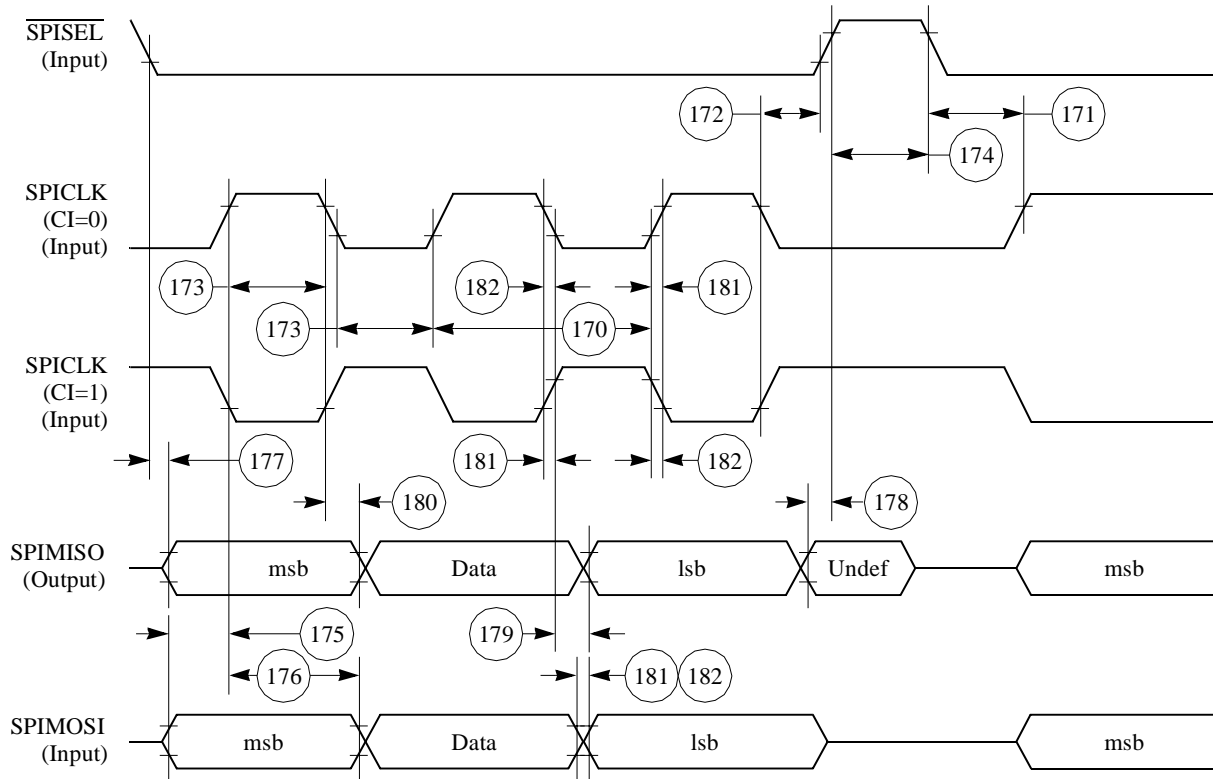 SPISEL
(Input)
172
171
174
SPICLK
(CI=0)
(Input)
173
182
181
173
170
SPICLK
(CI=1)
(Input)
177
181
182
180
178
SPIMISO
(Output)
msb
Data
lsb
Undef
msb
175
179
176
181
182
SPIMOSI
(Input)
msb
Data
lsb
msb